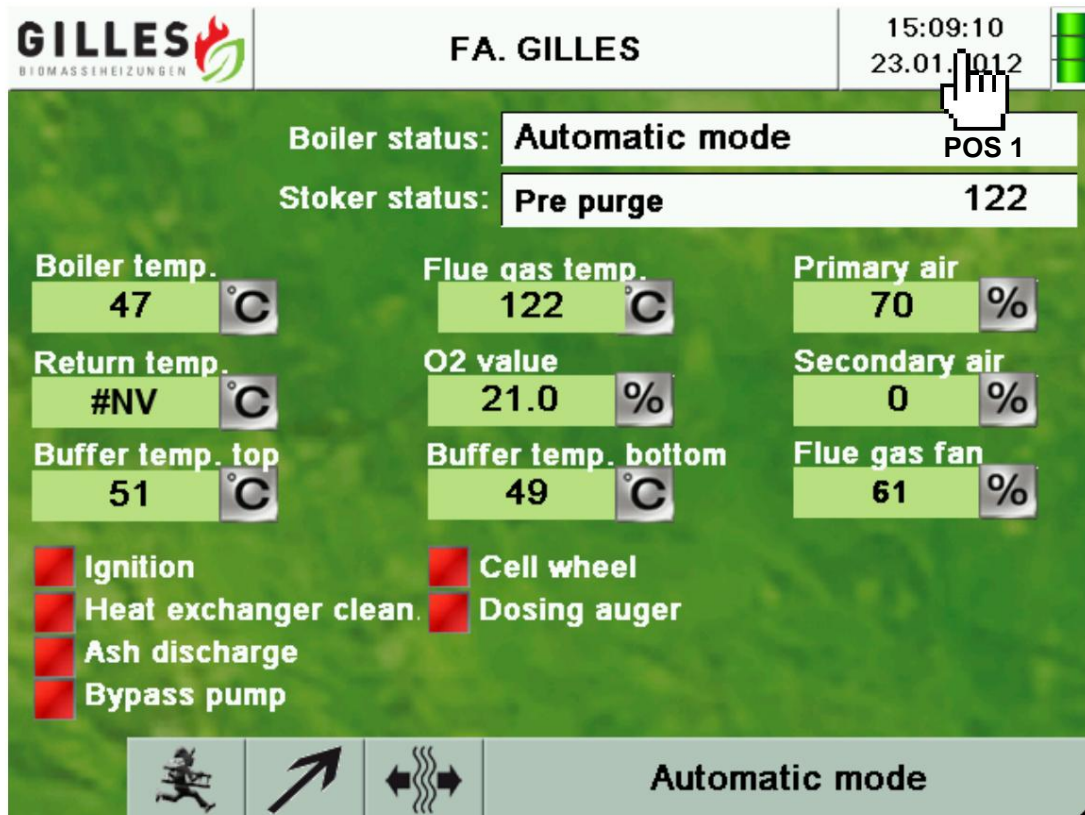 GILLES
BIOMASSEHEIZUNGEN
FA. GILLES
15:09:10
23.01.2012
POS 1
Boiler status: Automatic mode
Stoker status: Pre purge 122
Boiler temp. Flue gas temp. Primary air
47 °C 122 °C 70 %
Return temp. O2 value Secondary air
#NV °C 21.0 % 0 %
Buffer temp. top Buffer temp. bottom Flue gas fan
51 °C 49 °C 61 %
Ignition Cell wheel
Heat exchanger clean. Dosing auger
Ash discharge
Bypass pump
Automatic mode